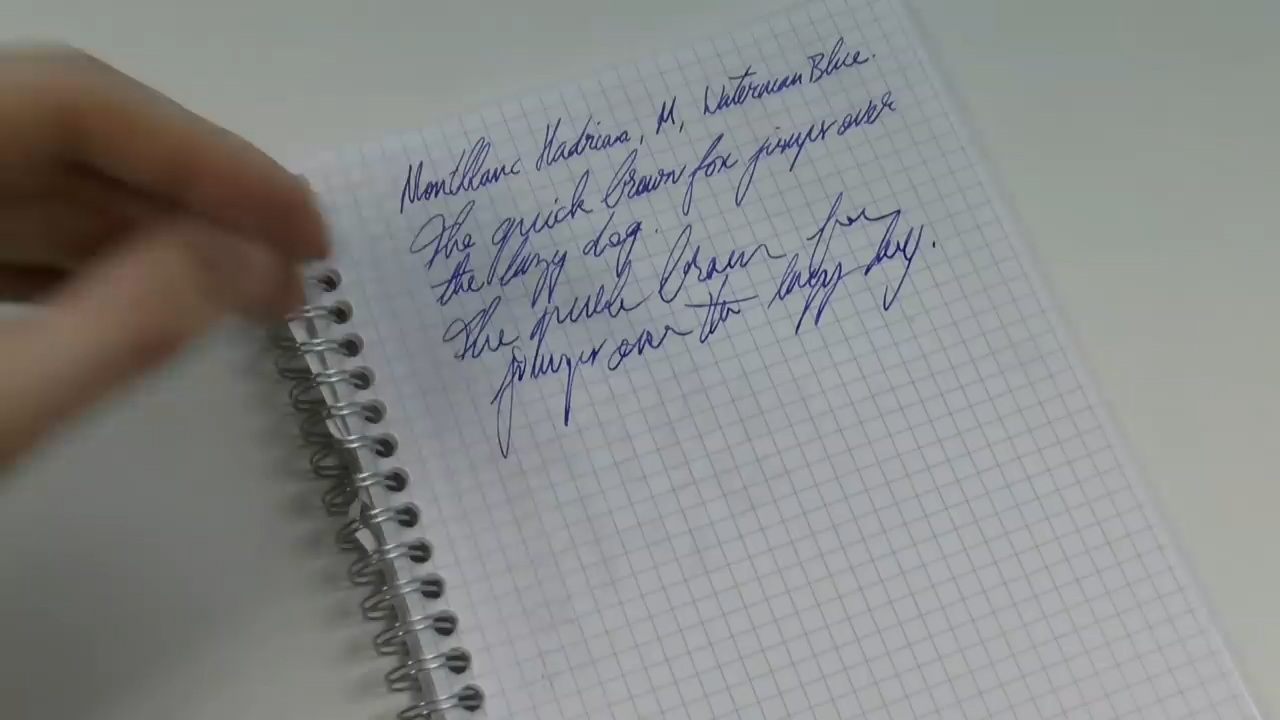 Montblanc Hadrian, M, Waterman Blue.
The quick brown fox jumps over
the lazy dog.
The quick brown fox
jumps over the lazy dog.